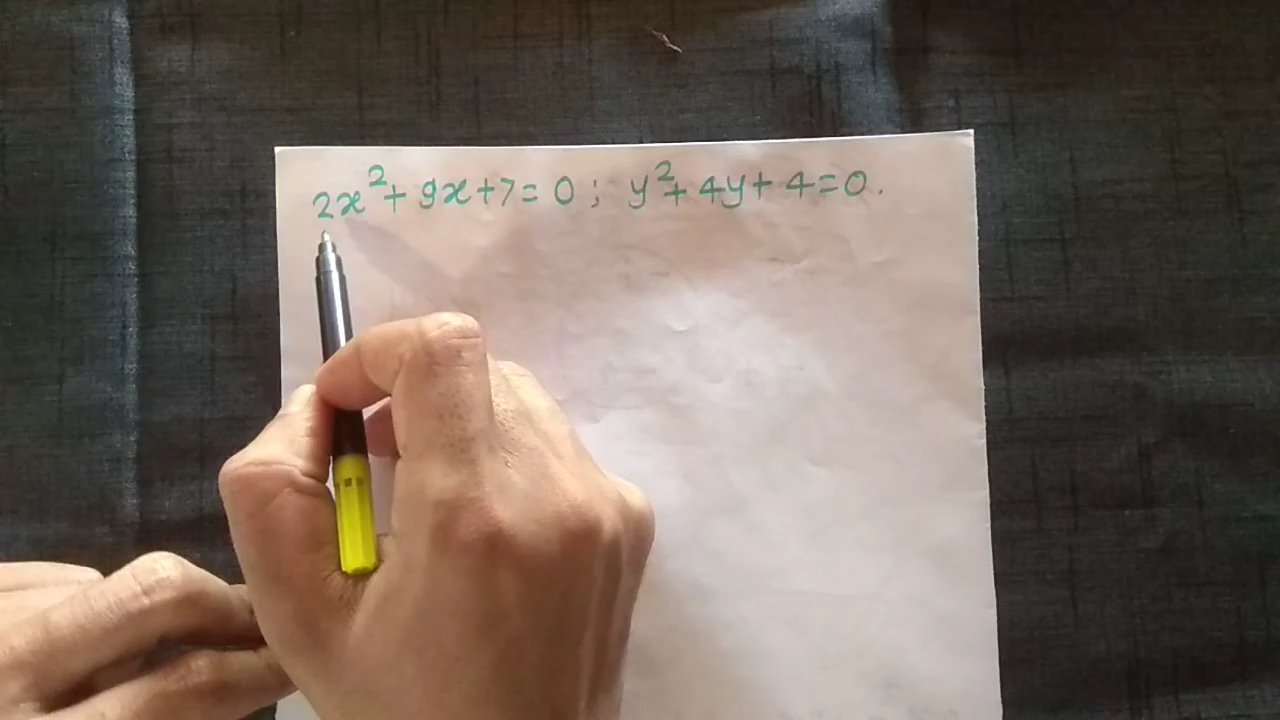 2x²+ 9x+7= 0 ; y²+ 4y+ 4=0.